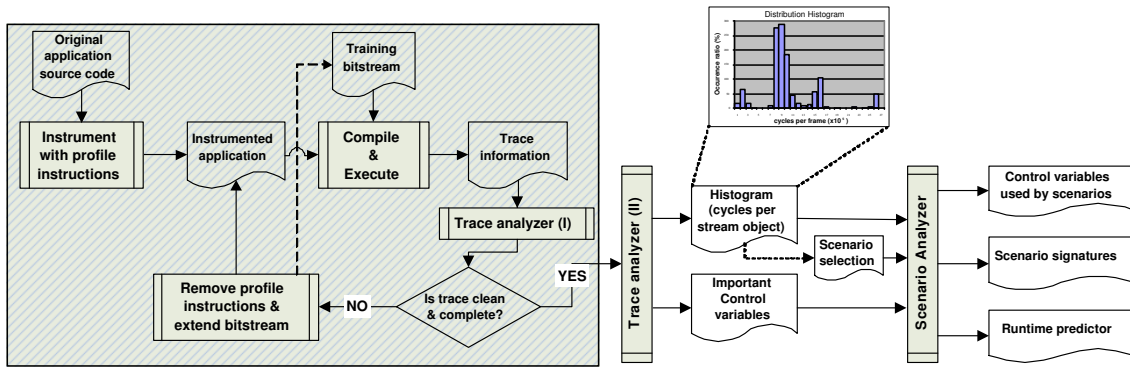 Original
application
source code
Training
bitstream
Instrument
with profile
instructions
Instrumented
application
Compile
&
Execute
Trace
information
Trace analyzer (I)
Remove profile
instructions &
extend bitstream
NO
Is trace clean
& complete?
YES
Trace analyzer (II)
Distribution Histogram
Occurence ratio (%)
Histogram
(cycles per
stream object)
Scenario
selection
Important
Control
variables
Scenario Analyzer
Control variables
used by scenarios
Scenario signatures
Runtime predictor